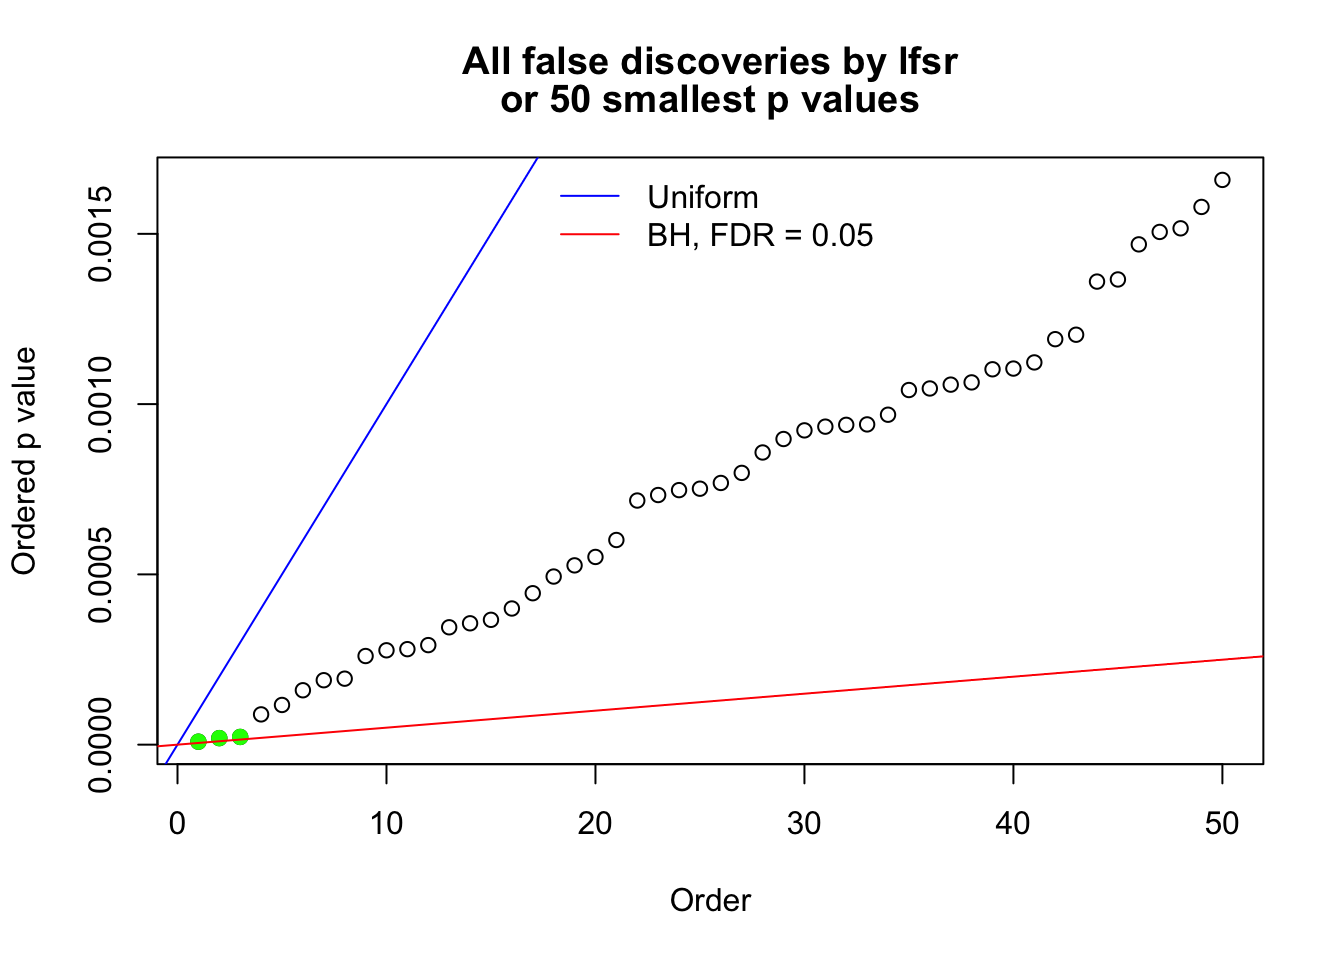 All false discoveries by lfsr
or 50 smallest p values
Uniform
BH, FDR = 0.05
Ordered p value
0.0015
0.0010
0.0005
0.0000
0 10 20 30 40 50
Order